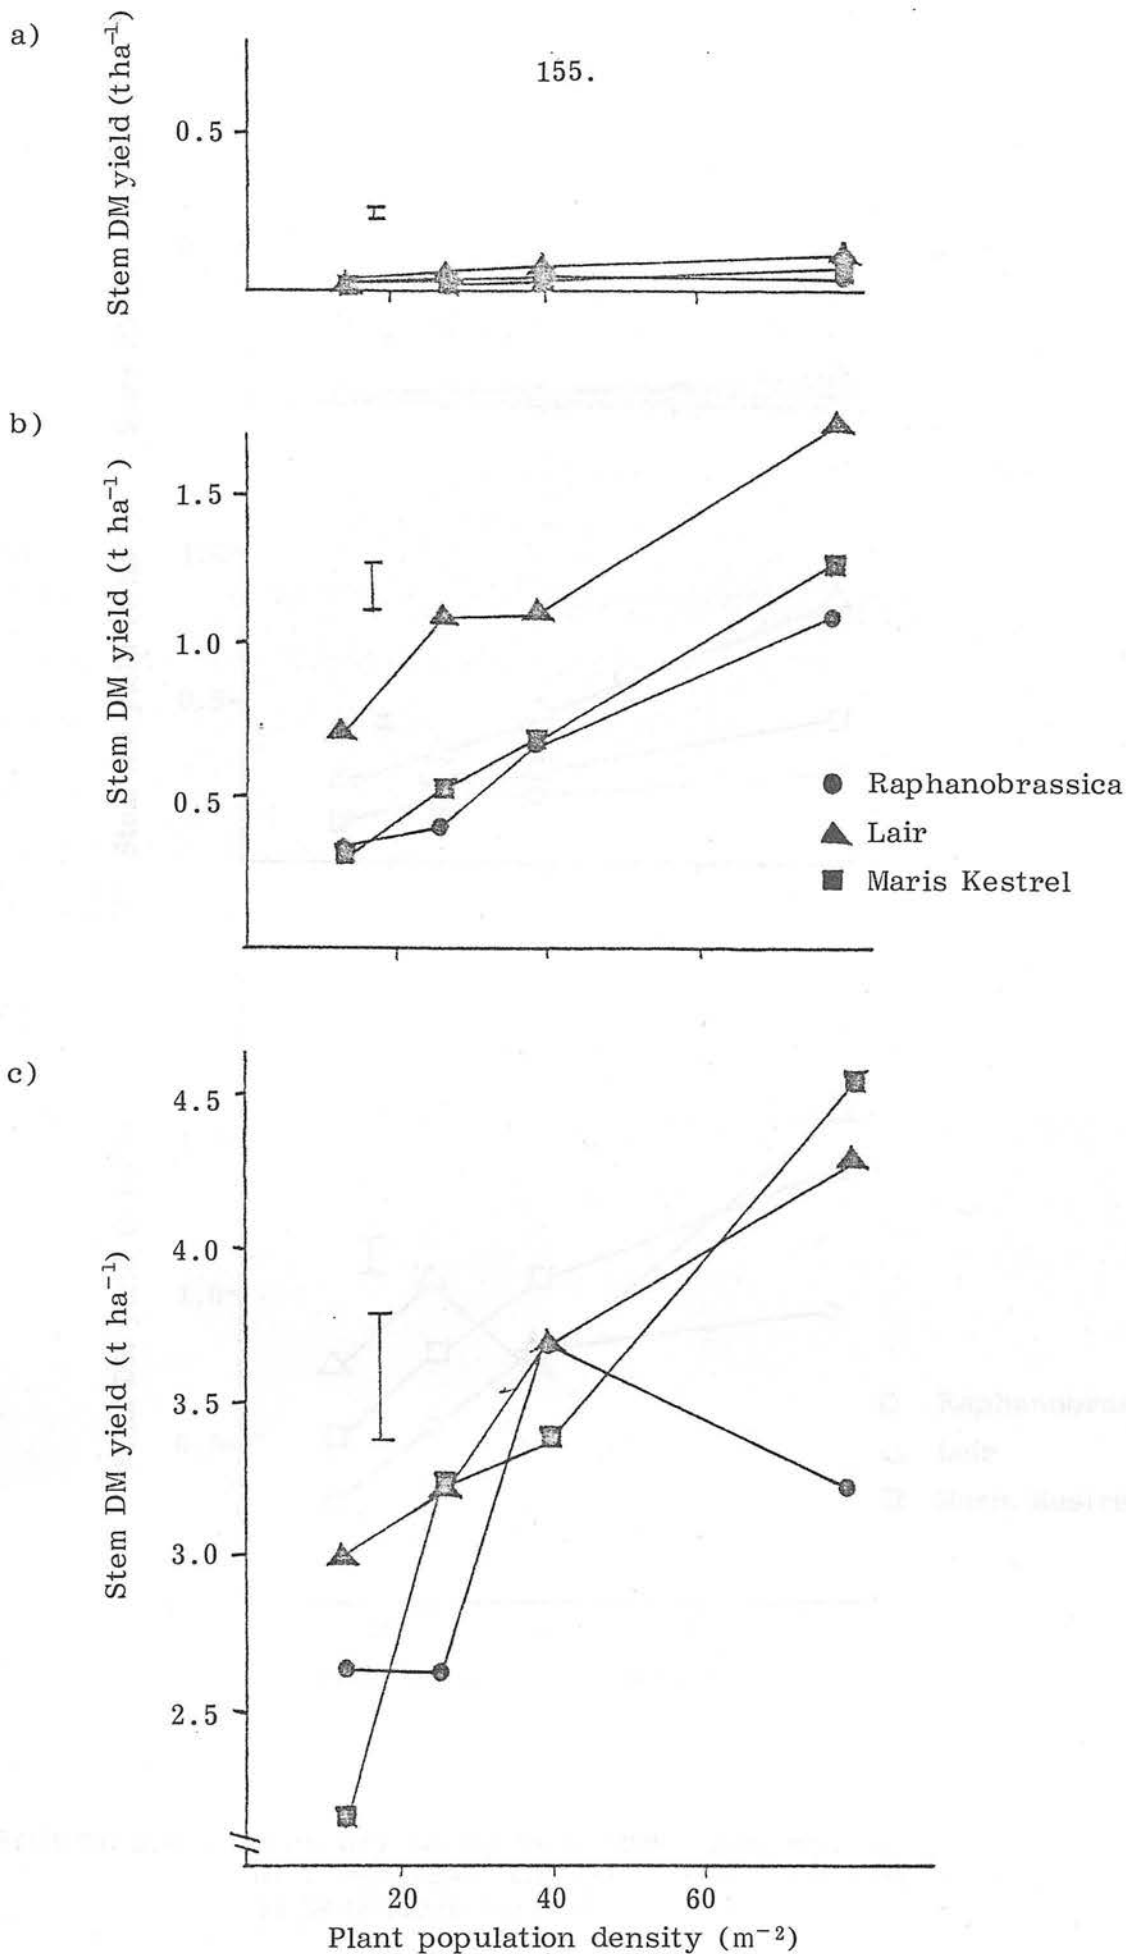 a)
155.
Stem DM yield (t ha⁻¹)
0.5
b)
Stem DM yield (t ha⁻¹)
1.5
1.0
0.5
Raphanobrassica
Lair
Maris Kestrel
c)
Stem DM yield (t ha⁻¹)
4.5
4.0
3.5
3.0
2.5
20 40 60
Plant population density (m⁻²)